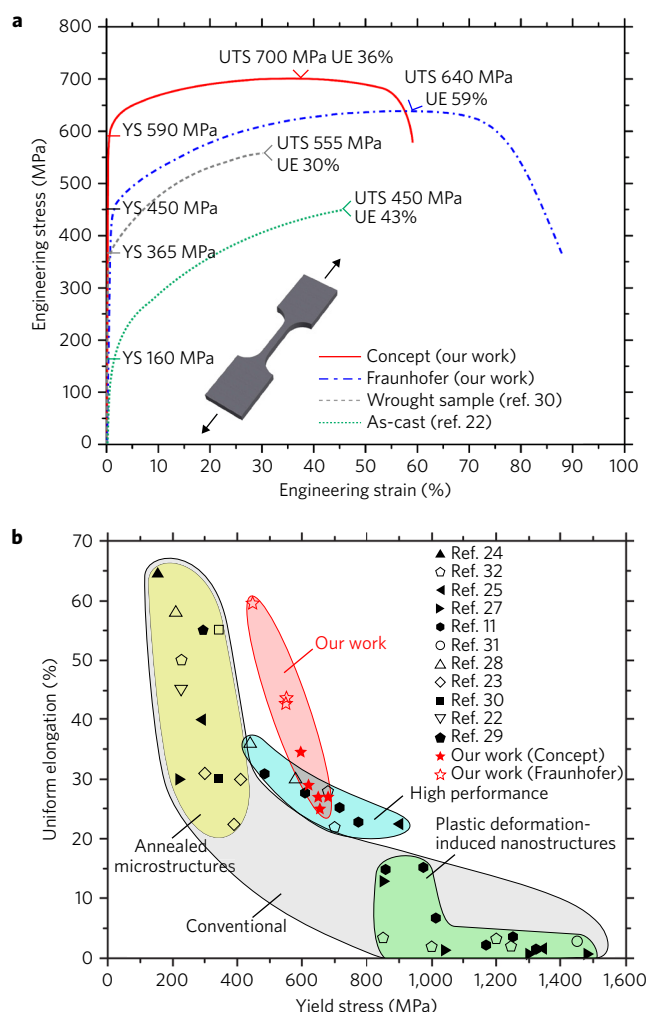 a
800
700
600
500
400
300
200
100
0
Engineering stress (MPa)
UTS 700 MPa UE 36%
UTS 640 MPa
UE 59%
YS 590 MPa
UTS 555 MPa
UE 30%
YS 450 MPa
UTS 450 MPa
UE 43%
YS 365 MPa
YS 160 MPa
Concept (our work)
Fraunhofer (our work)
Wrought sample (ref. 30)
As-cast (ref. 22)
0 10 20 30 40 50 60 70 80 90 100
Engineering strain (%)
b
70
60
50
40
30
20
10
0
Uniform elongation (%)
Ref. 24
Ref. 32
Ref. 25
Ref. 27
Ref. 11
Ref. 31
Ref. 28
Ref. 23
Ref. 30
Ref. 22
Ref. 29
Our work (Concept)
Our work (Fraunhofer)
Our work
High performance
Annealed
microstructures
Plastic deformation-
induced nanostructures
Conventional
0 200 400 600 800 1,000 1,200 1,400 1,600
Yield stress (MPa)